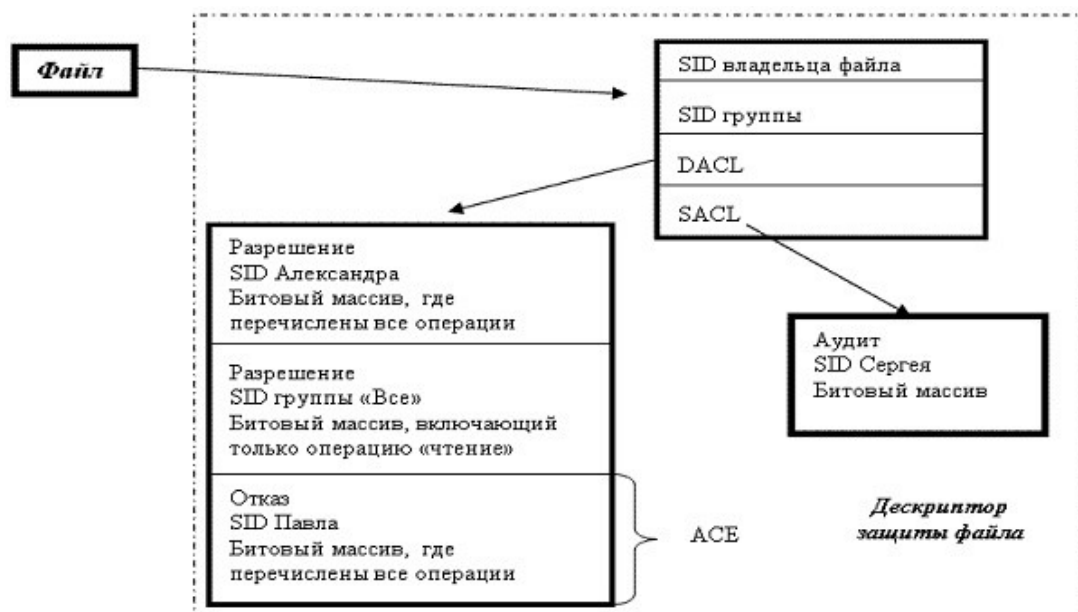 Файл
SID владельца файла
SID группы
DACL
SACL
Разрешение
SID Александра
Битовый массив, где
перечислены все операции
Разрешение
SID группы «Все»
Битовый массив, включающий
только операцию «чтение»
Отказ
SID Павла
Битовый массив, где
перечислены все операции
ACE
Аудит
SID Сергея
Битовый массив
Дескриптор
защиты файла